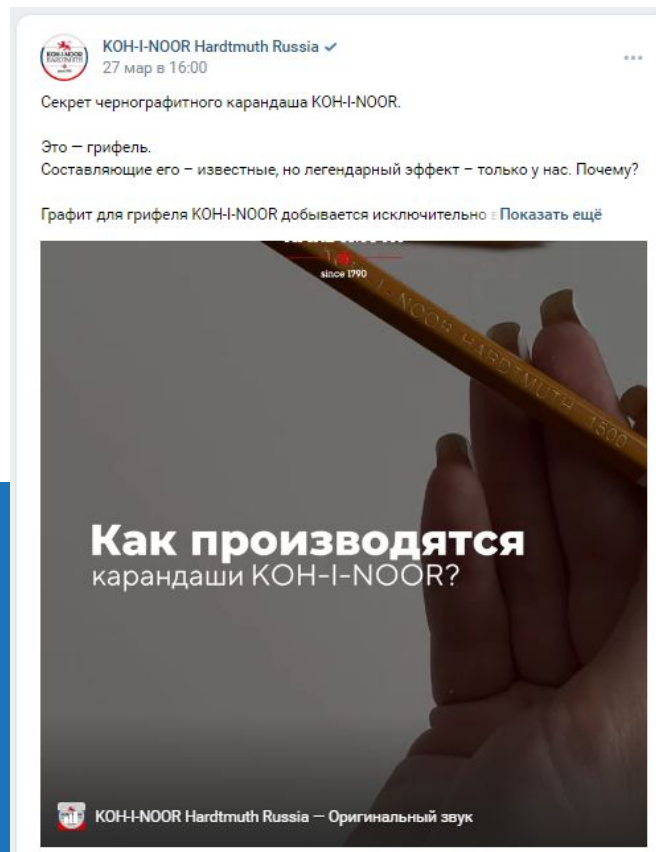 KOH-I-NOOR Hardtmuth Russia
27 мар в 16:00
Секрет чернографитного карандаша KOH-I-NOOR.
Это — грифель.
Составляющие его – известные, но легендарный эффект – только у нас. Почему?
Графит для грифеля KOH-I-NOOR добывается исключительно Показать ещё
since 1790
KOH-I-NOOR HARDTMUTH 1500
Как производятся
карандаши KOH-I-NOOR?
KOH-I-NOOR Hardtmuth Russia — Оригинальный звук